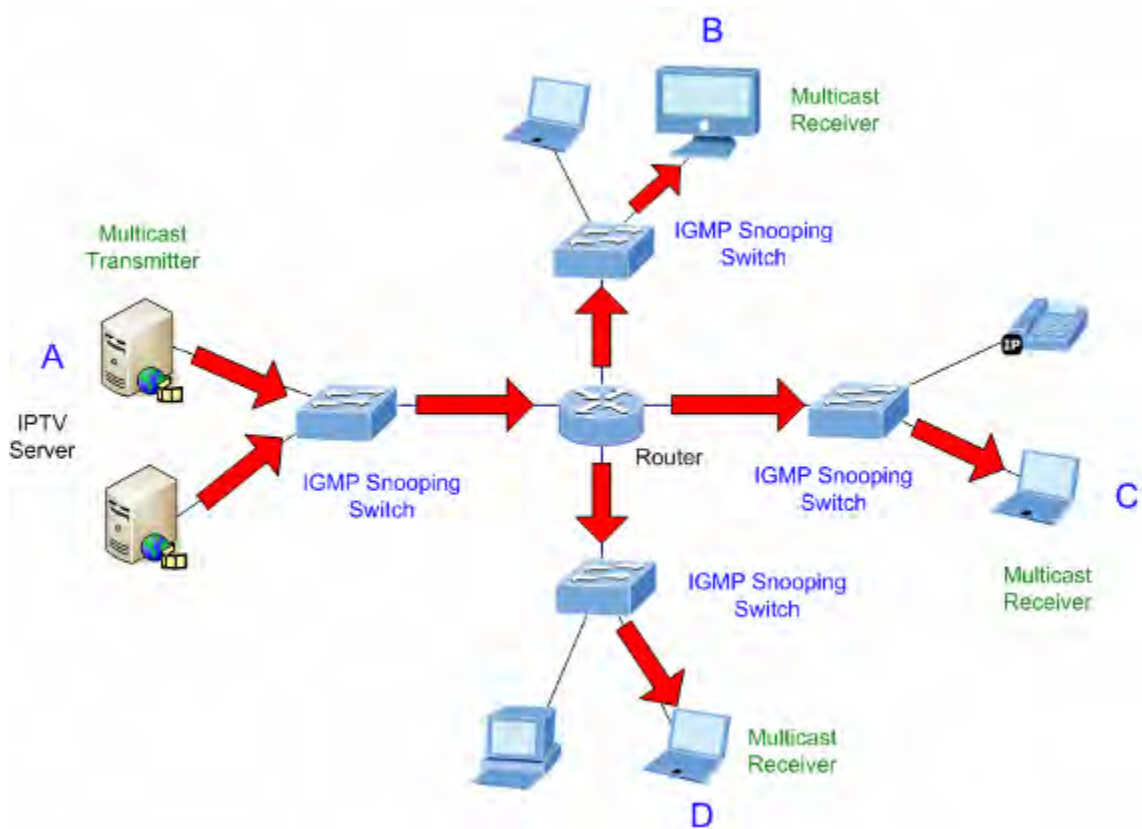 B
Multicast
Receiver
IGMP Snooping
Switch
Multicast
Transmitter
A
IPTV
Server
IGMP Snooping
Switch
Router
IP
IGMP Snooping
Switch
C
Multicast
Receiver
IGMP Snooping
Switch
Multicast
Receiver
D